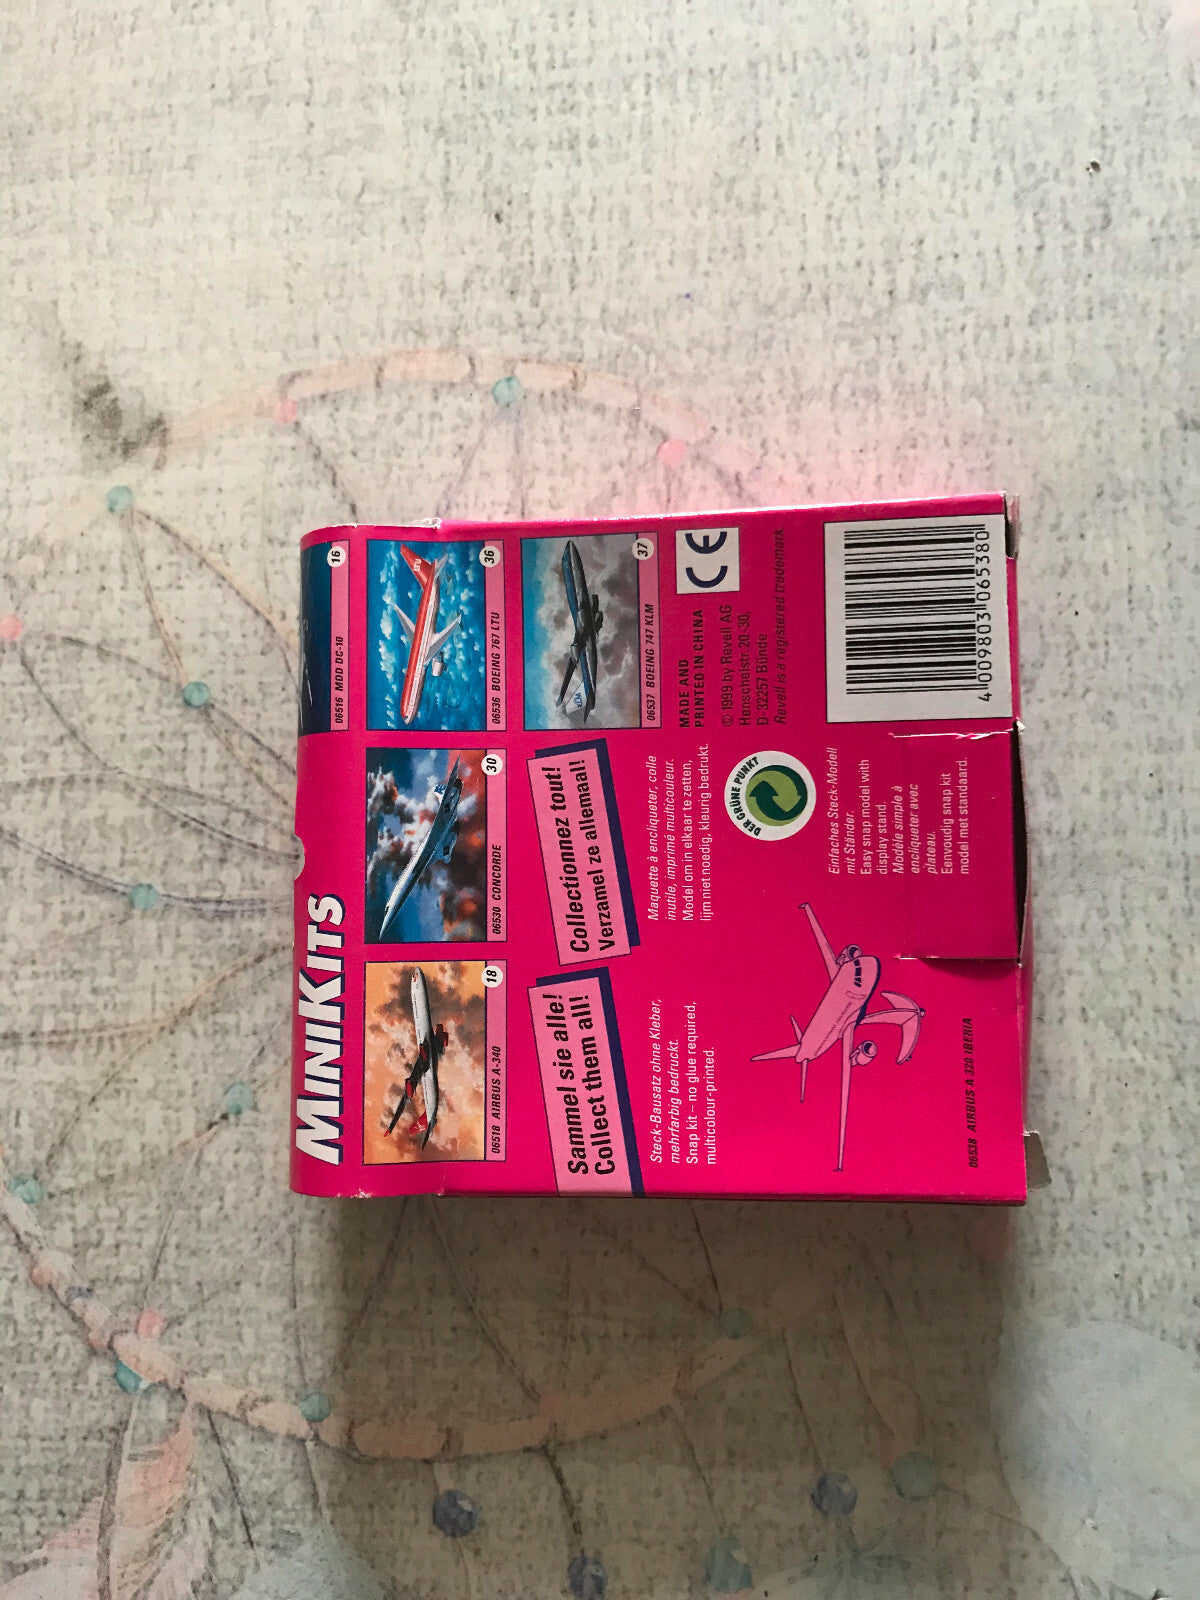 MINIKITS
06516 MDD DC-10
16
06518 AIRBUS A-340
18
06530 CONCORDE
30
LTU
06536 BOEING 767 LTU
36
Sammel sie alle!
Collect them all!
Collectionnez tout!
Verzamel ze allemaal!
KLM
06537 BOEING 747 KLM
37
Steck-Bausatz ohne Kleber,
mehrfarbig bedruckt.
Snap kit – no glue required,
multicolour-printed.
Maquette à encliqueter, colle
inutile, imprimé multicouleur.
Model om in elkaar te zetten,
lijm niet noedig, kleurig bedrukt.
MADE AND
PRINTED IN CHINA
CE
© 1999 by Revell AG
Henschelstr. 20-30.
D-32257 Bünde
Revell is a registered trademark
DER GRÜNE PUNKT
06538 AIRBUS A 320 IBERIA
Einfaches Steck-Modell
mit Ständer.
Easy snap model with
display stand.
Modèle simple à
encliqueter avec
plateau.
Eenvoudig snap kit
model met standaard.
4 009803 065380